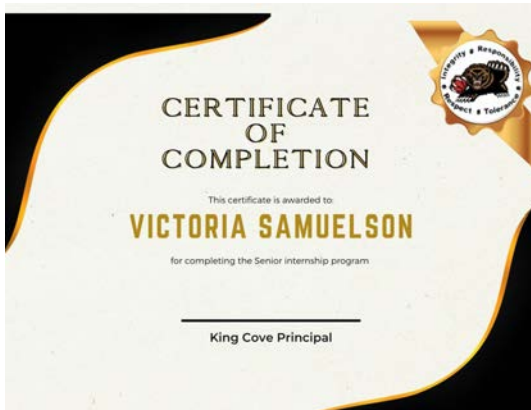 Integrity Responsibility
Respect Tolerance
CERTIFICATE
OF
COMPLETION
This certificate is awarded to:
VICTORIA SAMUELSON
for completing the Senior internship program
King Cove Principal